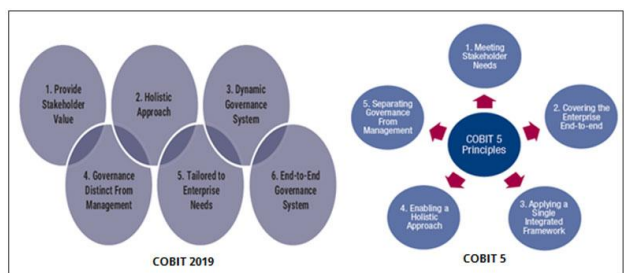 1. Provide
Stakeholder
Value
2. Holistic
Approach
3. Dynamic
Governance
System
4. Governance
Distinct From
Management
5. Tailored to
Enterprise
Needs
6. End-to-End
Governance
System
COBIT 2019
1. Meeting
Stakeholder
Needs
2. Covering the
Enterprise
End-to-end
3. Applying a
Single
Integrated
Framework
4. Enabling a
Holistic
Approach
5. Separating
Governance
From
Management
COBIT 5
Principles
COBIT 5